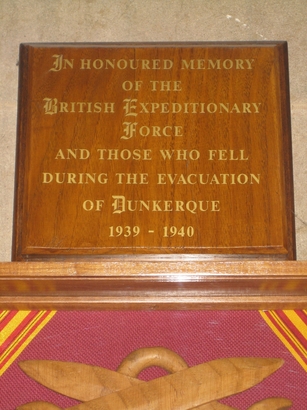 In honoured memory
of the
British Expeditionary
Force
and those who fell
during the evacuation
of Dunkerque
1939 - 1940